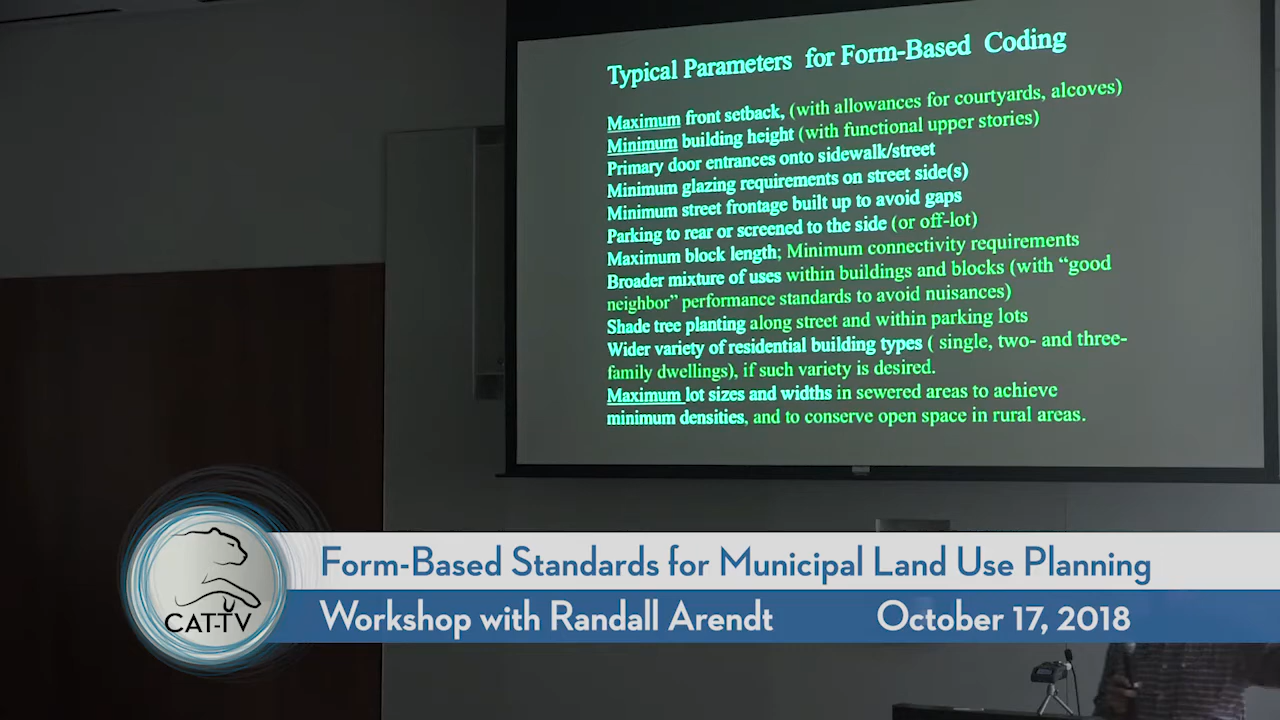 Typical Parameters for Form-Based Coding
Maximum front setback, (with allowances for courtyards, alcoves)
Minimum building height (with functional upper stories)
Primary door entrances onto sidewalk/street
Minimum glazing requirements on street side(s)
Minimum street frontage built up to avoid gaps
Parking to rear or screened to the side (or off-lot)
Maximum block length; Minimum connectivity requirements
Broader mixture of uses within buildings and blocks (with “good
neighbor” performance standards to avoid nuisances)
Shade tree planting along street and within parking lots
Wider variety of residential building types ( single, two- and three-
family dwellings), if such variety is desired.
Maximum lot sizes and widths in sewered areas to achieve
minimum densities, and to conserve open space in rural areas.
Form-Based Standards for Municipal Land Use Planning
Workshop with Randall Arendt October 17, 2018
CAT-TV